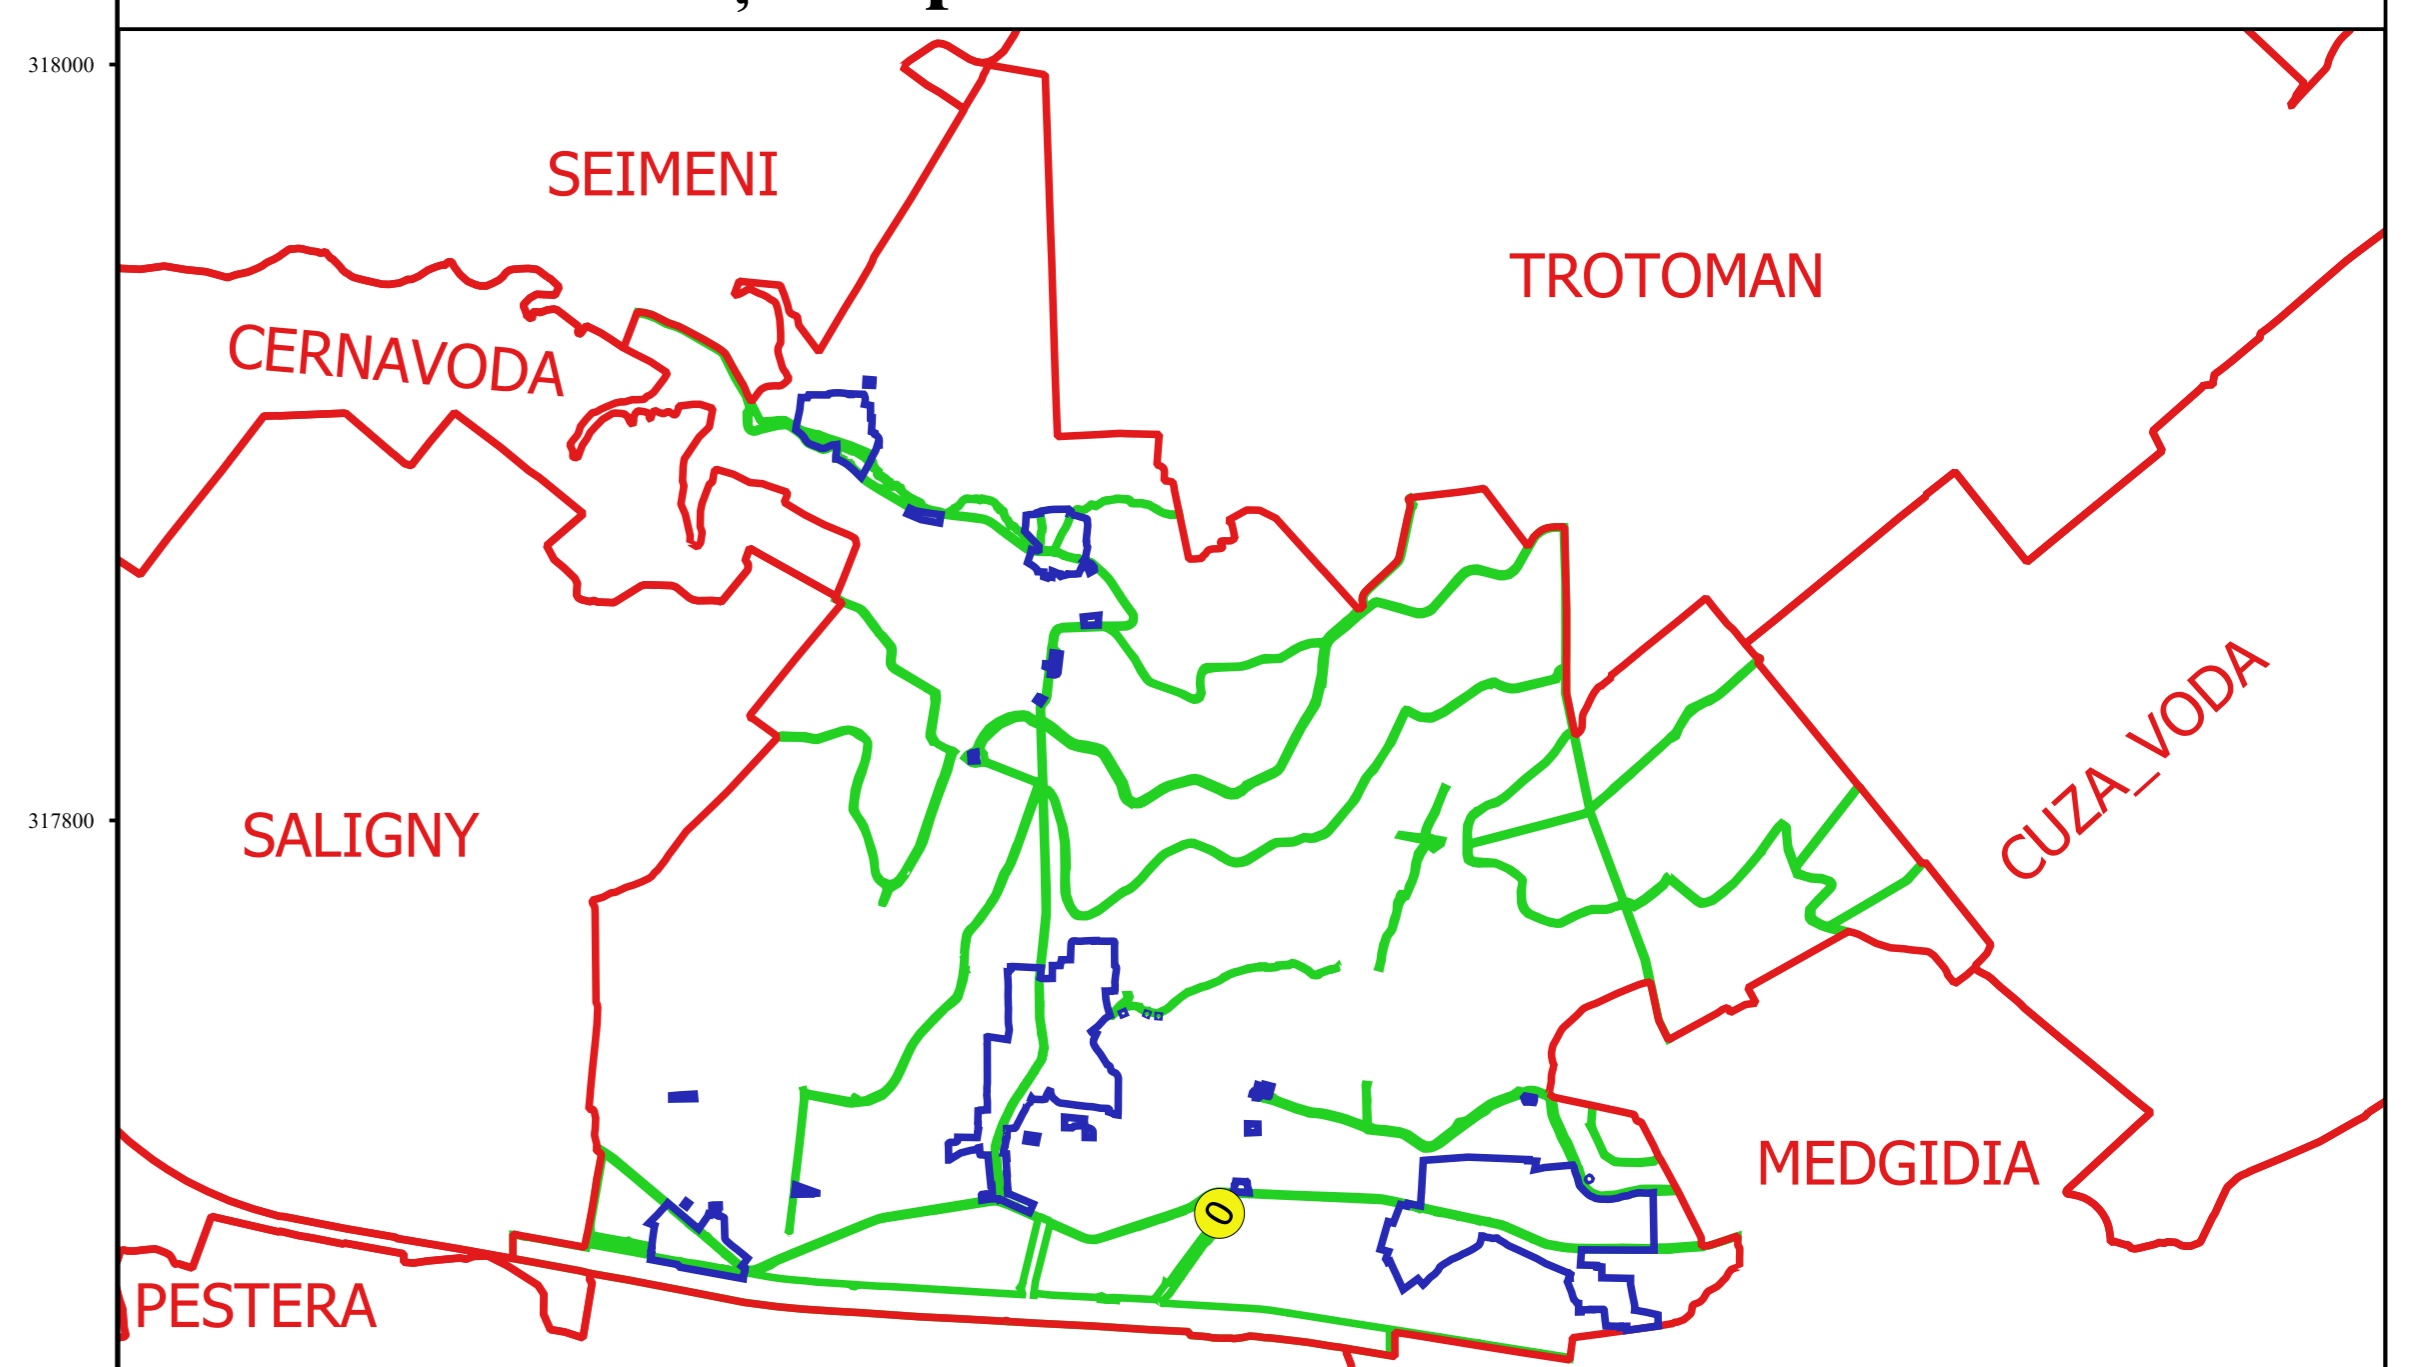 318000
SEIMENI
TROTOMAN
CERNAVODA
CUZA_VODA
317800
SALIGNY
MEDGIDIA
0
PESTERA